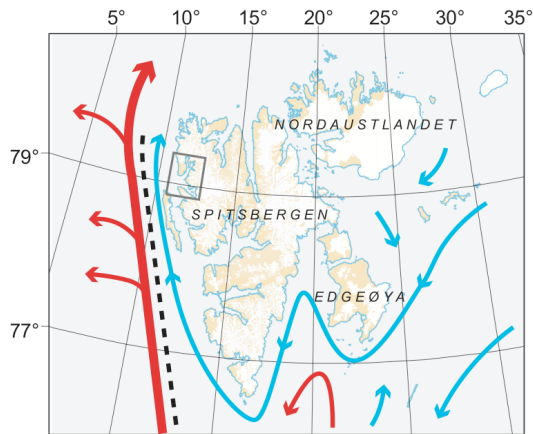 5° 10° 15° 20° 25° 30° 35°
NORDAUSTLANDET
79°
SPITSBERGEN
EDGEØYA
77°